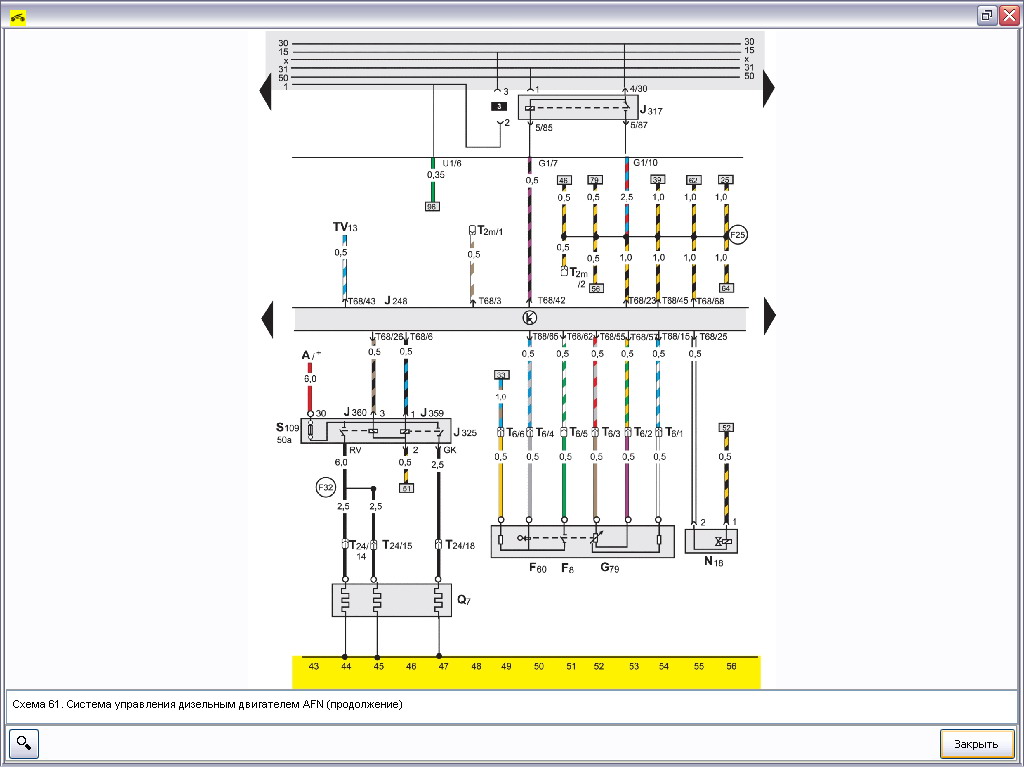 30 30
15 15
x x
31 31
50 50
1
3 1 4/30
3 J317
2 5/85 5/87
U1/6 G1/7 G1/10
0,35 0,5 46 79 39 62 25
0,5 0,5 2,5 1,0 1,0 1,0
96
TV13 T2m/1 F25
0,5 0,5 0,5 0,5 1,0 1,0 1,0 1,0
T2m
/2 56 64
T68/43 J248 T68/3 T68/42 T68/23 T68/45 T68/68
T68/26 T68/6 T68/65 T68/62 T68/55 T68/57 T68/15 T68/25
A/+ 0,5 0,5 0,5 0,5 0,5 0,5 0,5 0,5
6,0 33
1,0
30 J360 3 1 J359
S109 J325 T6/6 T6/4 T6/5 T6/3 T6/2 T6/1 52
50a
RV 2 GK
6,0 0,5 2,5 0,5 0,5 0,5 0,5 0,5 0,5 0,5
F32 51
2,5 2,5
2 1
T24/ T24/15 T24/18
14
F60 F8 G79 N18
Q7
43 44 45 46 47 48 49 50 51 52 53 54 55 56
Схема 61. Система управления дизельным двигателем AFN (продолжение)
Закрыть